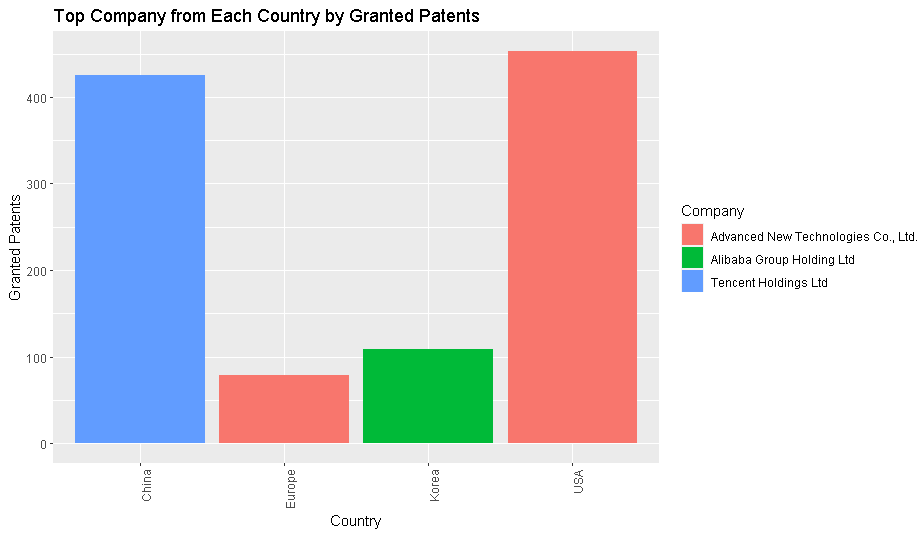 Top Company from Each Country by Granted Patents
Granted Patents
400
300
200
100
0
China
Europe
Korea
USA
Country
Company
Advanced New Technologies Co., Ltd.
Alibaba Group Holding Ltd
Tencent Holdings Ltd